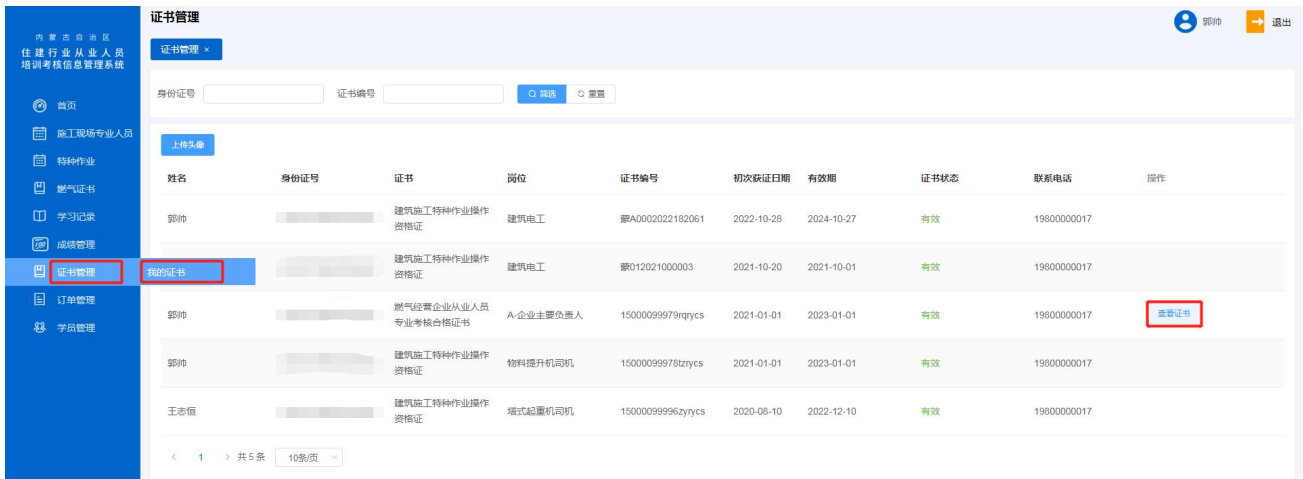 内蒙古自治区
住建行业从业人员
培训考核信息管理系统
首页
施工现场专业人员
特种作业
燃气证书
学习记录
成绩管理
证书管理
我的证书
订单管理
学员管理
证书管理
郭帅
退出
证书管理 ×
身份证号
证书编号
筛选
重置
上传头像
姓名 身份证号 证书 岗位 证书编号 初次获证日期 有效期 证书状态 联系电话 操作
郭帅 建筑施工特种作业操作 建筑电工 蒙A0002022182061 2022-10-28 2024-10-27 有效 19800000017
资格证
建筑施工特种作业操作 建筑电工 蒙012021000003 2021-10-20 2021-10-01 有效 19800000017
资格证
郭帅 燃气经营企业从业人员 A-企业主要负责人 15000099979rqrycs 2021-01-01 2023-01-01 有效 19800000017 查看证书
专业考核合格证书
郭帅 建筑施工特种作业操作 物料提升机司机 15000099978tzrycs 2021-01-01 2023-01-01 有效 19800000017
资格证
王志恒 建筑施工特种作业操作 塔式起重机司机 15000099996zyrycs 2020-08-10 2022-12-10 有效 19800000017
资格证
< 1 > 共5条 10条/页